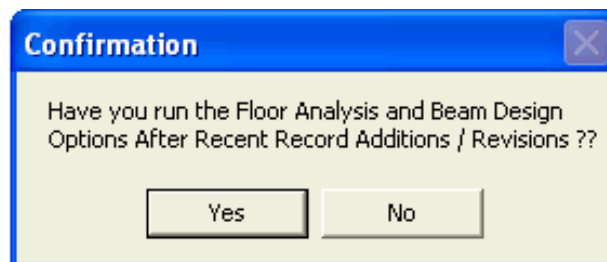 Confirmation
Have you run the Floor Analysis and Beam Design
Options After Recent Record Additions / Revisions ??
Yes
No